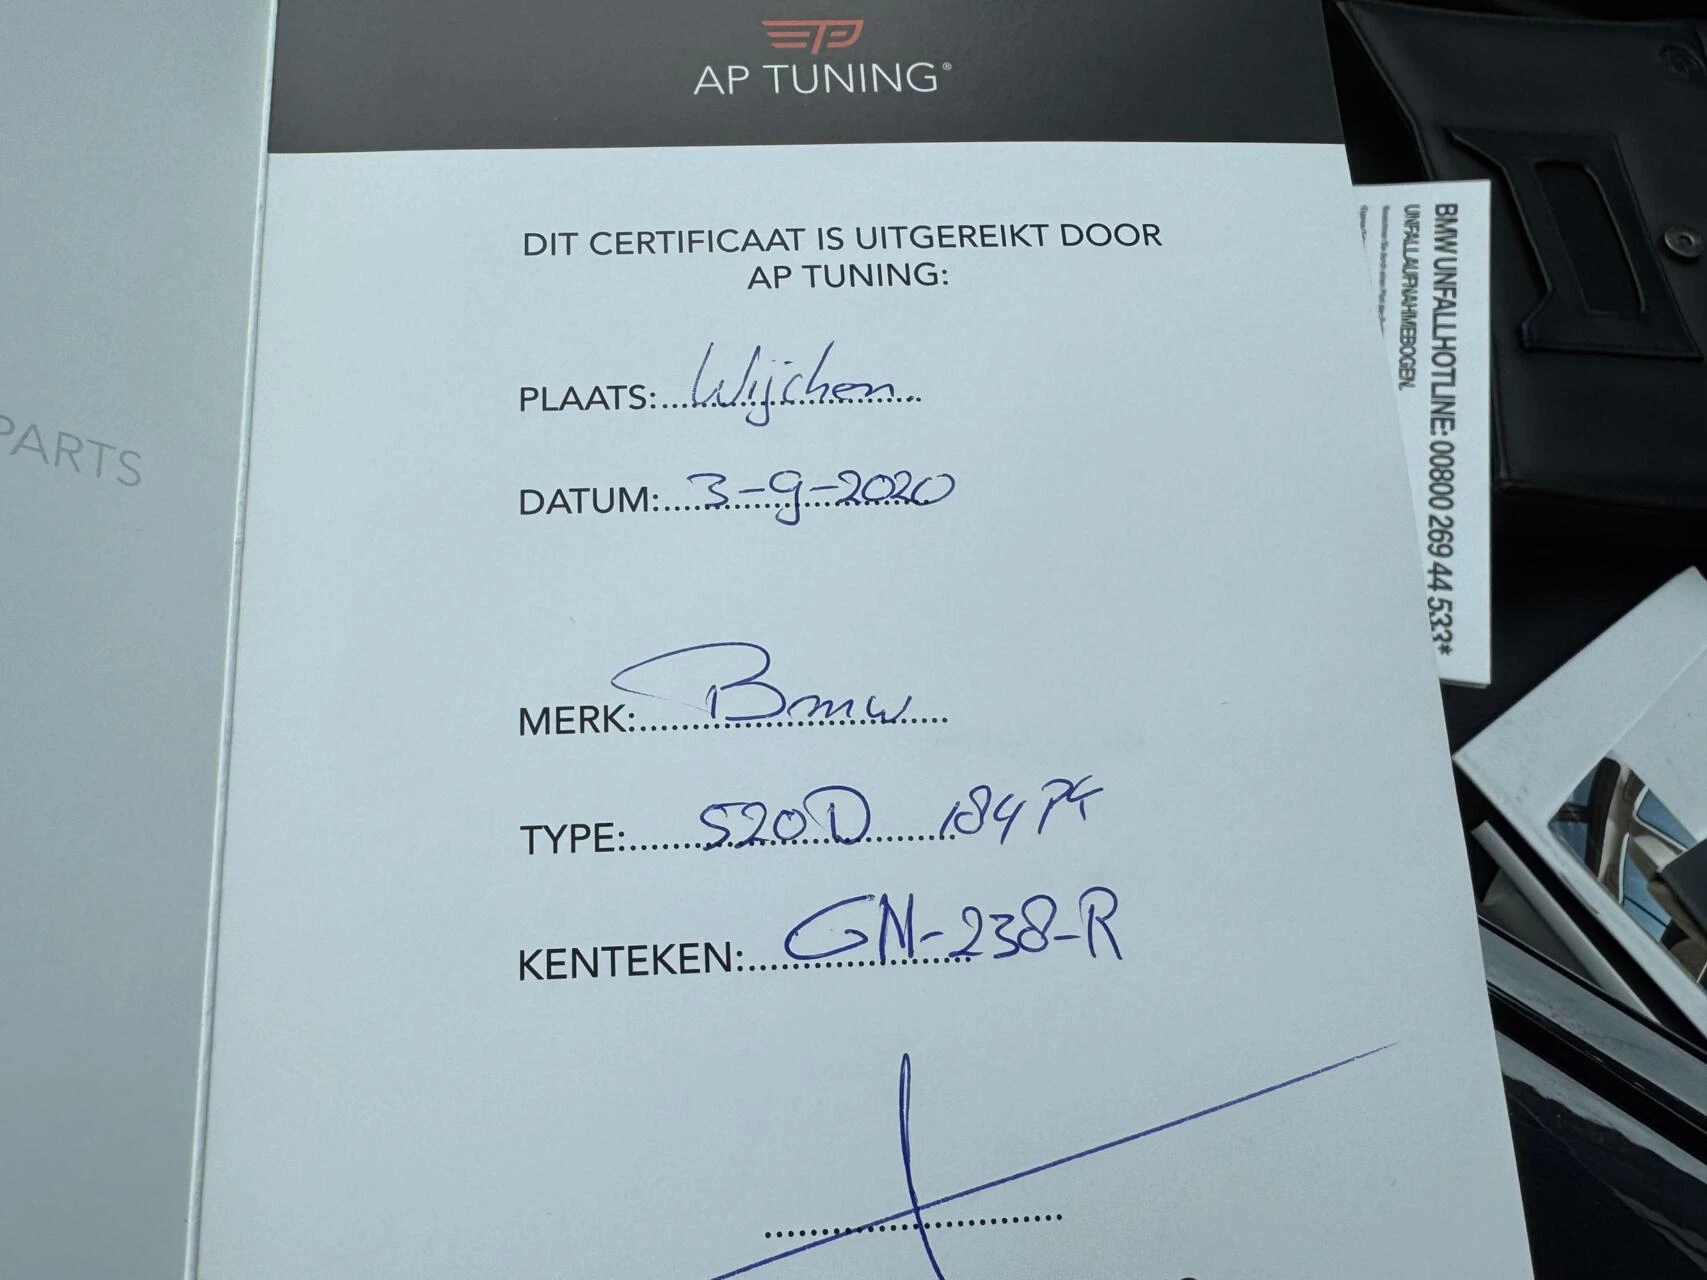 AP TUNING®
DIT CERTIFICAAT IS UITGEREIKT DOOR
AP TUNING:
PLAATS: Wijchen
DATUM: 3-9-2020
MERK: Bmw
TYPE: 520D 184 PK
KENTEKEN: GN-238-R
PARTS
BMW UNFALLHOTLINE: 00800 269 44 533*
UNFALLAUFNAHMEBOGEN.